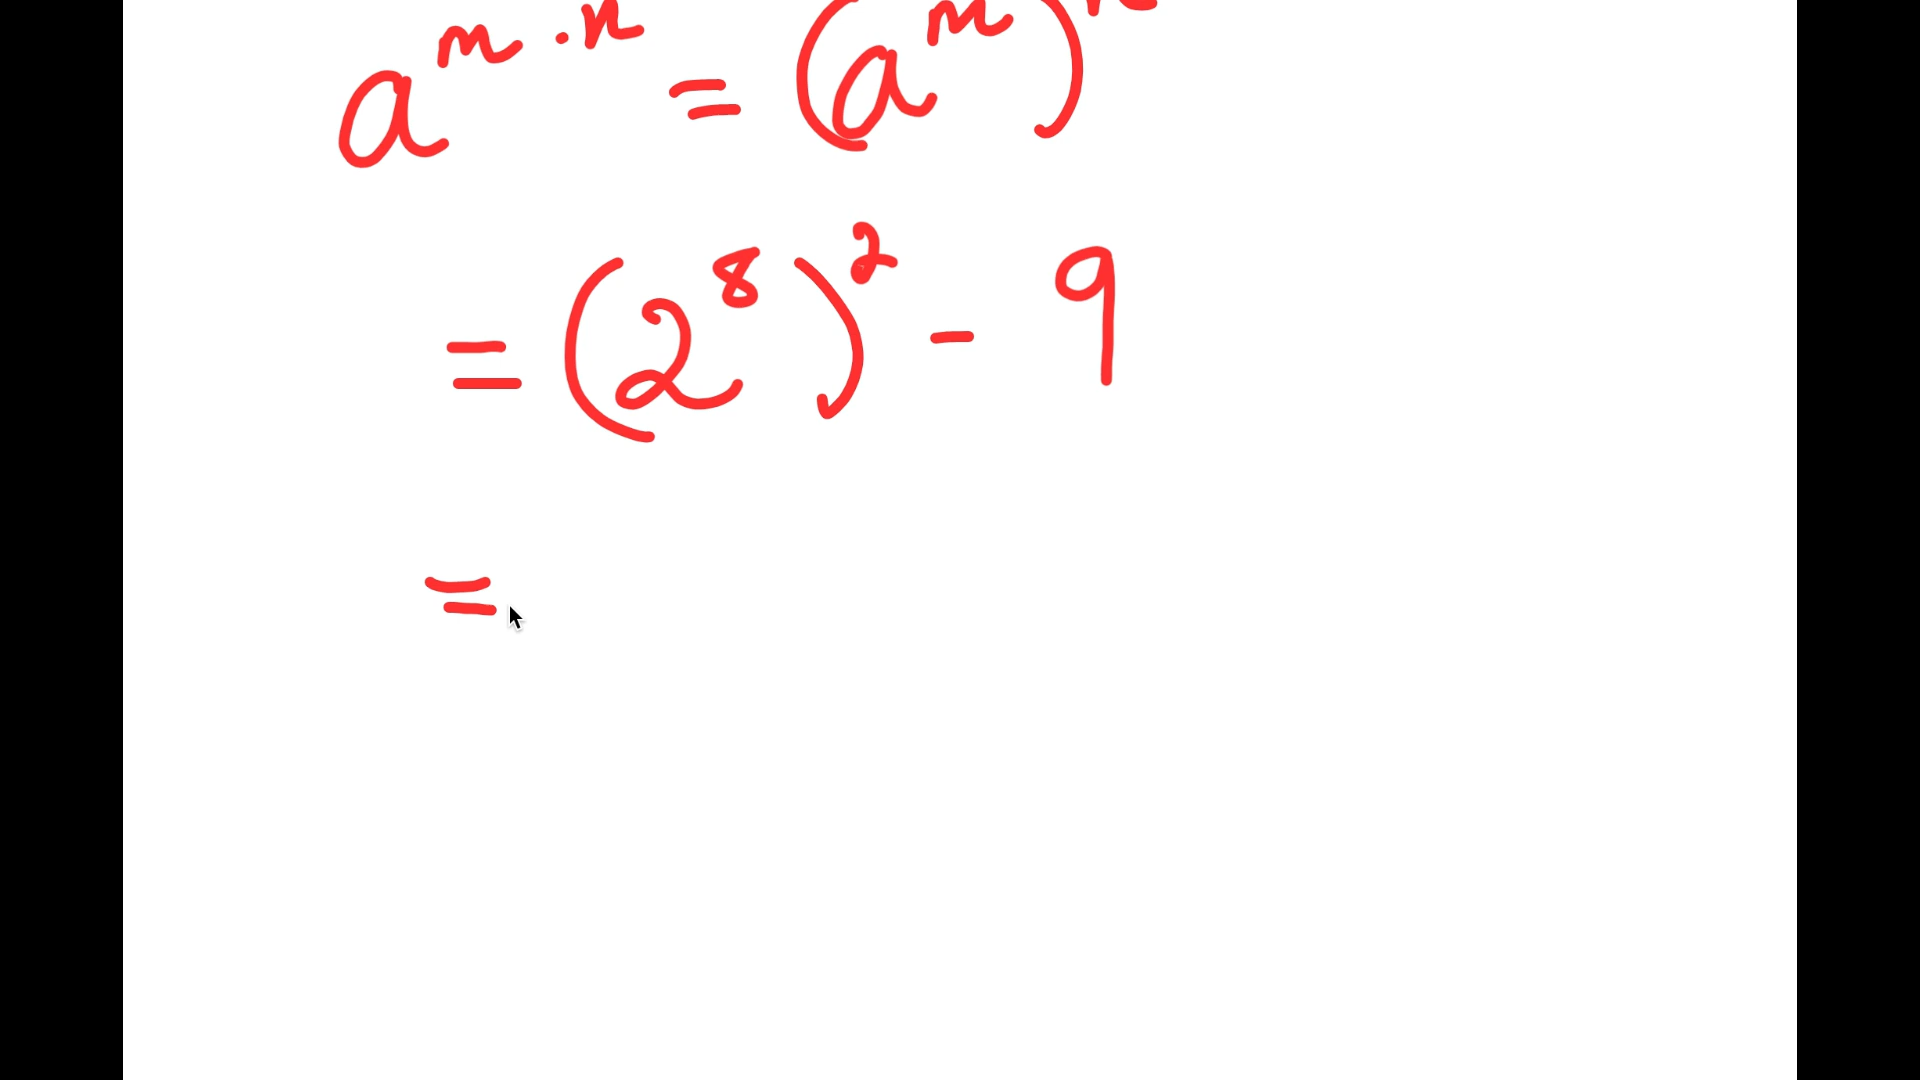 a^{m·n} = (a^m)^n
= (2^8)^2 - 9
=